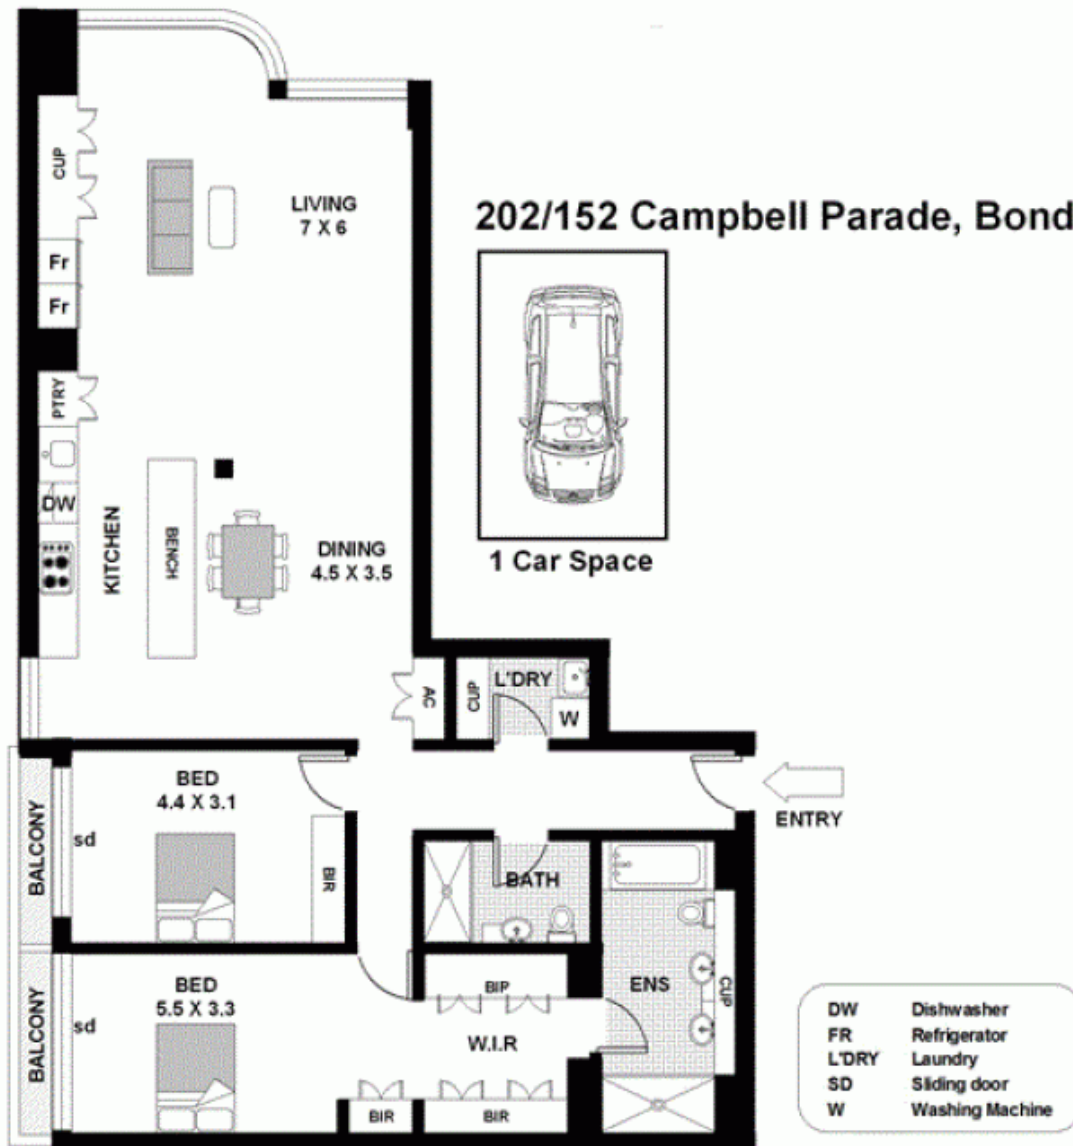 CUP
LIVING
7 X 6
202/152 Campbell Parade, Bond
Fr
Fr
PTRY
DW
KITCHEN
BENCH
DINING
4.5 X 3.5
1 Car Space
AC
CUP
L'DRY
W
BALCONY
sd
BED
4.4 X 3.1
BIR
BATH
ENTRY
BALCONY
sd
BED
5.5 X 3.3
BIP
W.I.R
ENS
CUP
BIR
BIR
DW Dishwasher
FR Refrigerator
L'DRY Laundry
SD Sliding door
W Washing Machine